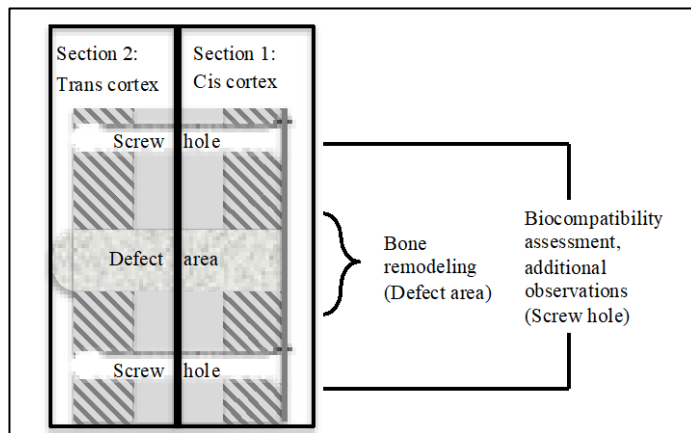 Section 2:
Trans cortex
Section 1:
Cis cortex
Screw hole
Defect area
Screw hole
Bone
remodeling
(Defect area)
Biocompatibility
assessment,
additional
observations
(Screw hole)